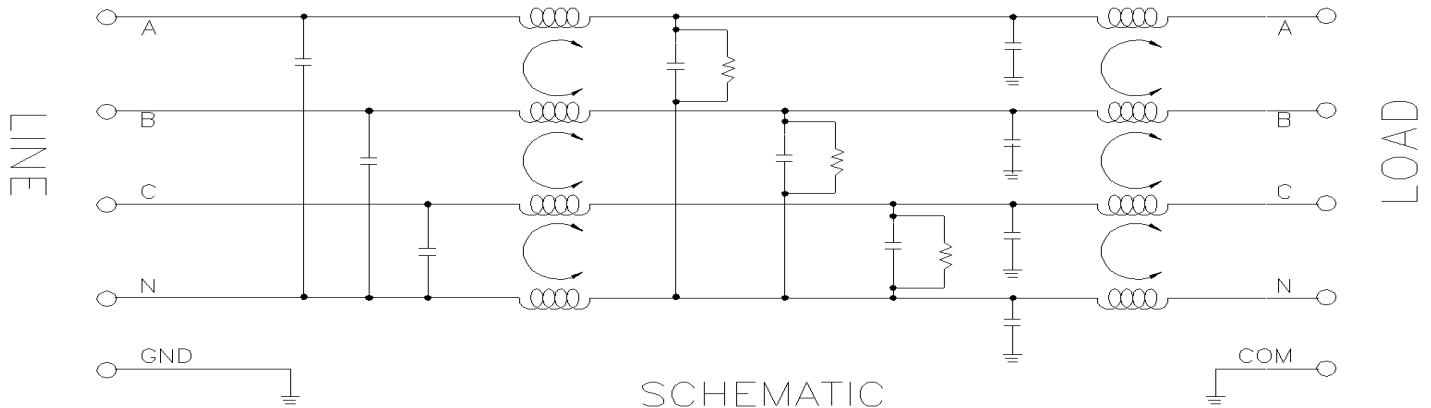 A A
B B
LINE
LOAD
C C
N N
GND COM
SCHEMATIC